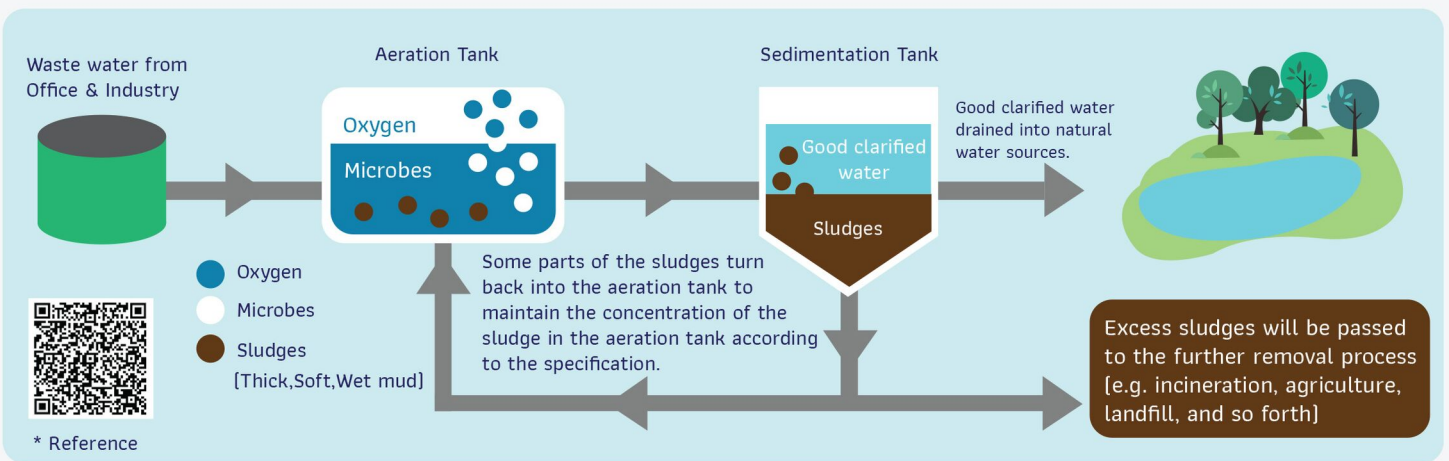 Waste water from
Office & Industry
Aeration Tank
Oxygen
Microbes
Sedimentation Tank
Good clarified
water
Sludges
Good clarified water
drained into natural
water sources.
Oxygen
Microbes
Sludges
[Thick,Soft,Wet mud]
Some parts of the sludges turn
back into the aeration tank to
maintain the concentration of the
sludge in the aeration tank according
to the specification.
Excess sludges will be passed
to the further removal process
[e.g. incineration, agriculture,
landfill, and so forth]
* Reference